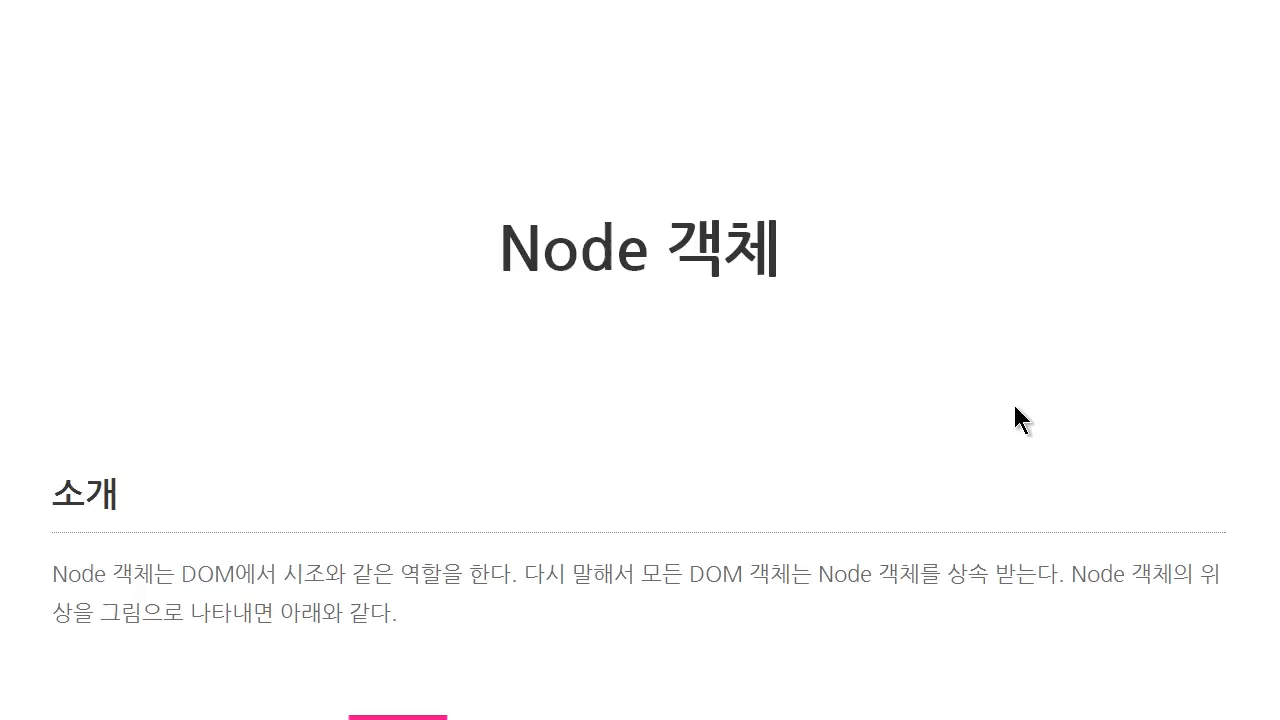 Node 객체
소개
Node 객체는 DOM에서 시조와 같은 역할을 한다. 다시 말해서 모든 DOM 객체는 Node 객체를 상속 받는다. Node 객체의 위
상을 그림으로 나타내면 아래와 같다.